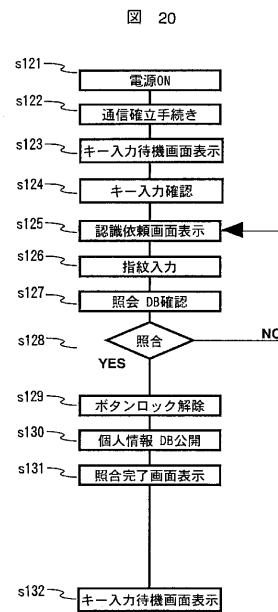 図 20
s121 電源ON
s122 通信確立手続き
s123 キー入力待機画面表示
s124 キー入力確認
s125 認識依頼画面表示
s126 指紋入力
s127 照会 DB確認
s128 照合 NO
YES
s129 ボタンロック解除
s130 個人情報 DB公開
s131 照合完了画面表示
s132 キー入力待機画面表示